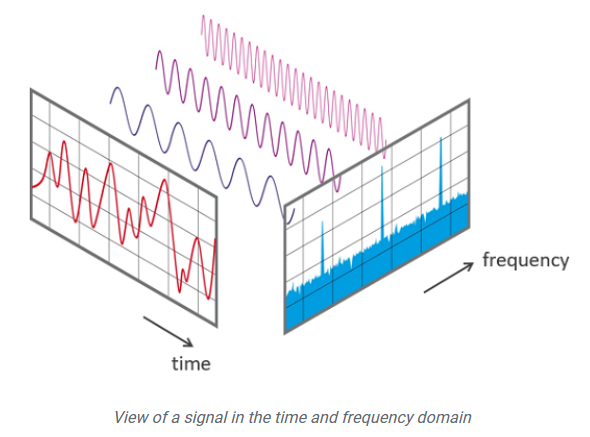 frequency
time
View of a signal in the time and frequency domain